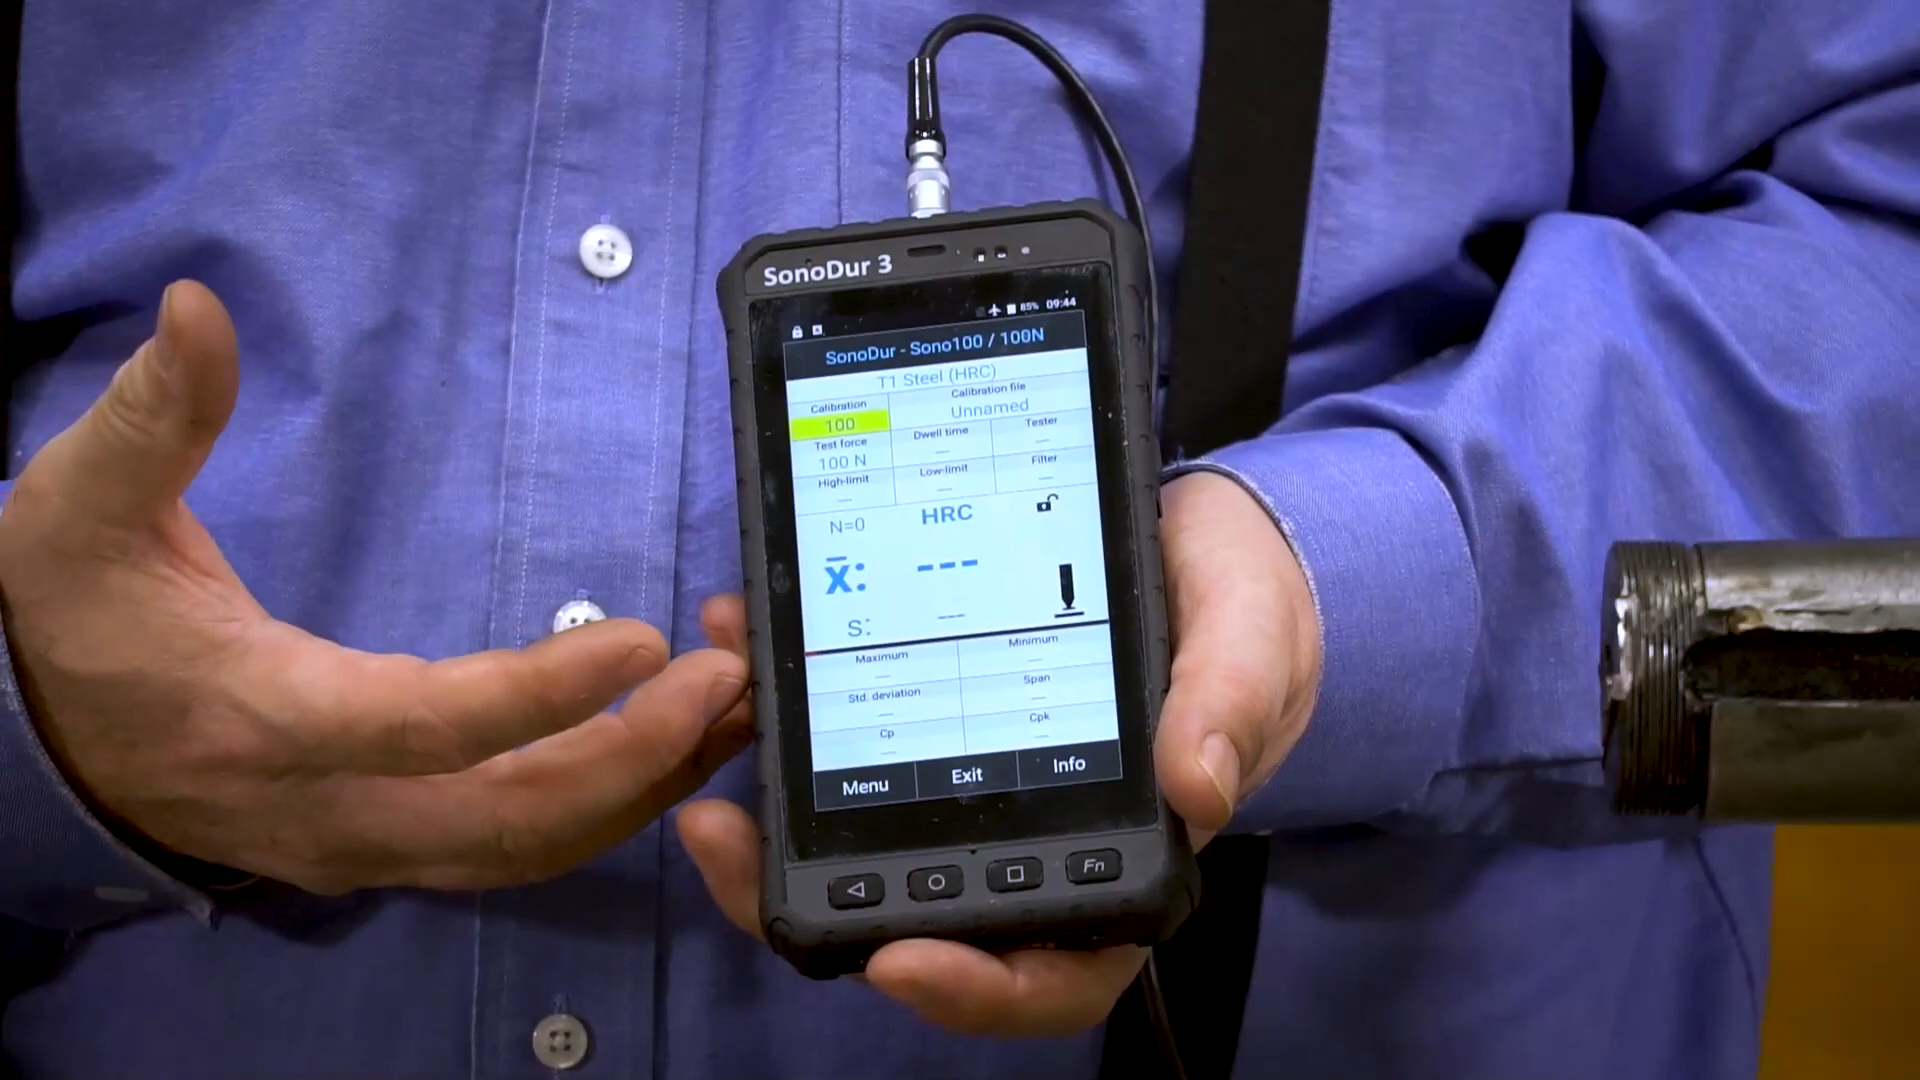 SonoDur 3
85% 09:44
SonoDur - Sono100 / 100N
T1 Steel (HRC)
Calibration
Calibration file
100
Unnamed
Test force
Dwell time
Tester
100 N
---
---
High-limit
Low-limit
Filter
---
---
---
N=0
HRC
x̄:
---
s:
---
Maximum
Minimum
---
---
Std. deviation
Span
---
---
Cp
Cpk
---
---
Menu
Exit
Info
Fn